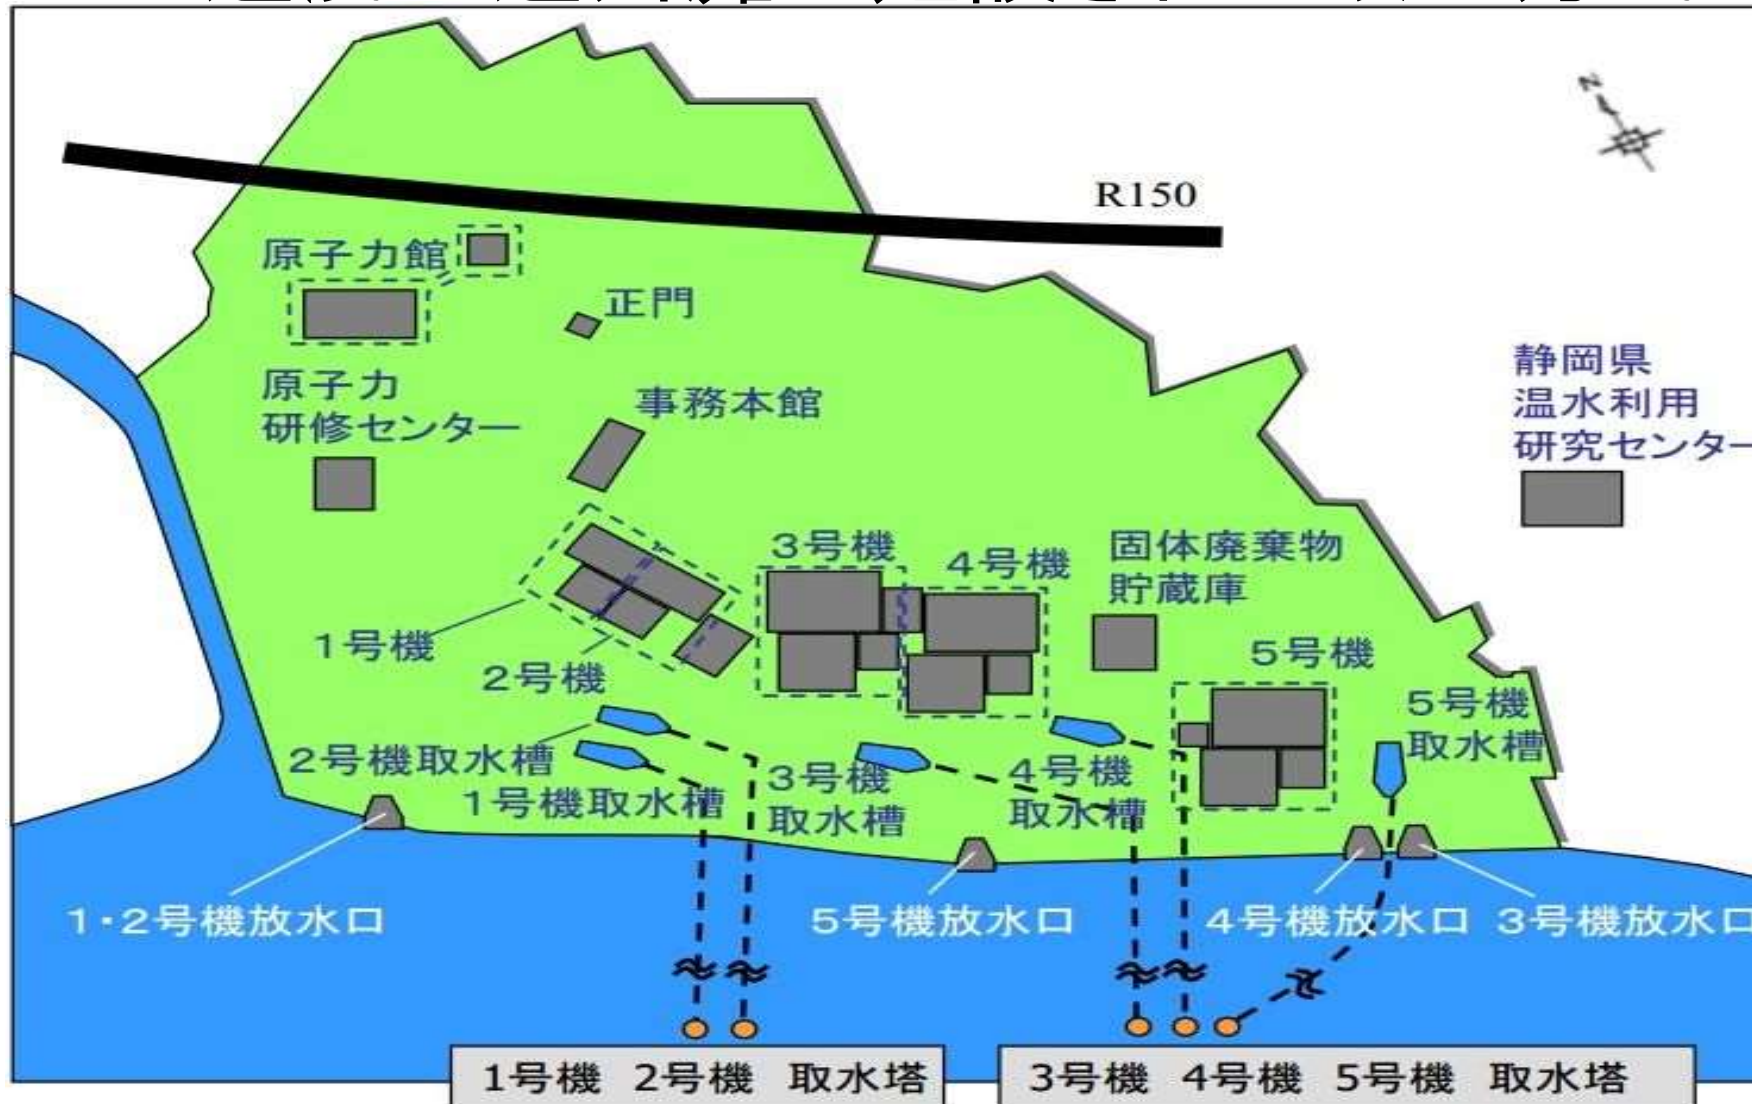 N
R150
原子力館
正門
原子力
研修センター
事務本館
静岡県
温水利用
研究センター
3号機
4号機
固体廃棄物
貯蔵庫
1号機
2号機
5号機
5号機
取水槽
2号機取水槽
1号機取水槽
3号機
取水槽
4号機
取水槽
1・2号機放水口
5号機放水口
4号機放水口
3号機放水口
1号機 2号機 取水塔
3号機 4号機 5号機 取水塔